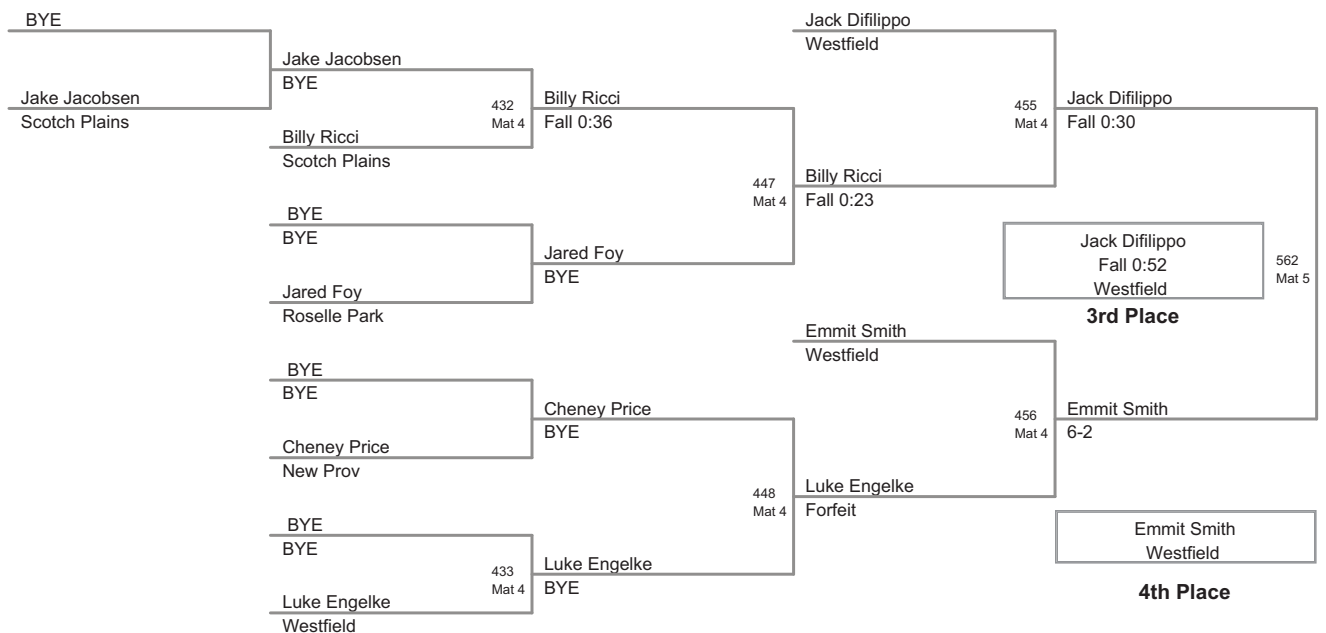 BYE
Jake Jacobsen
Scotch Plains
Jake Jacobsen
BYE
Billy Ricci
Scotch Plains
BYE
BYE
Jared Foy
Roselle Park
BYE
BYE
Cheney Price
New Prov
BYE
BYE
Luke Engelke
Westfield
432
Mat 4
433
Mat 4
Billy Ricci
Fall 0:36
Jared Foy
BYE
Cheney Price
BYE
Luke Engelke
BYE
447
Mat 4
448
Mat 4
Jack Difilippo
Westfield
Billy Ricci
Fall 0:23
Emmit Smith
Westfield
Luke Engelke
Forfeit
455
Mat 4
456
Mat 4
Jack Difilippo
Fall 0:30
Emmit Smith
6-2
562
Mat 5
Jack Difilippo
Fall 0:52
Westfield
3rd Place
Emmit Smith
Westfield
4th Place